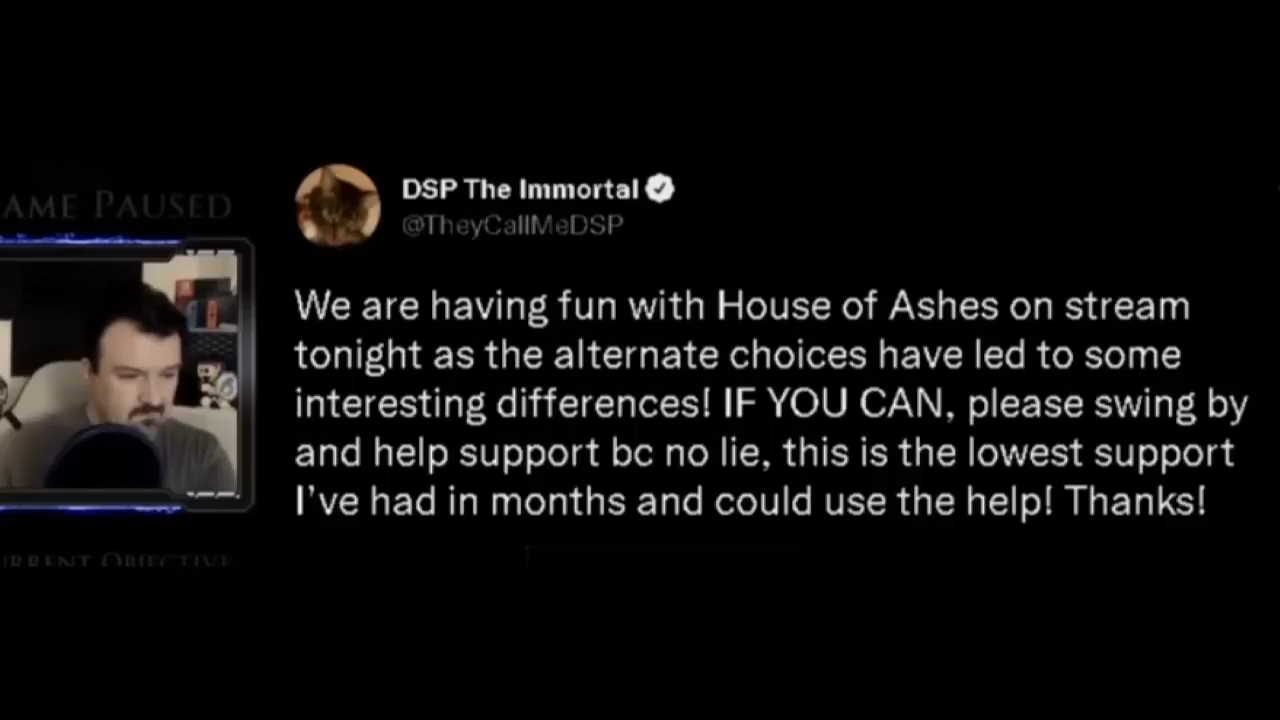 AME PAUSED
DSP The Immortal
@TheyCallMeDSP
We are having fun with House of Ashes on stream
tonight as the alternate choices have led to some
interesting differences! IF YOU CAN, please swing by
and help support bc no lie, this is the lowest support
I've had in months and could use the help! Thanks!
URRENT OBJECTIVE